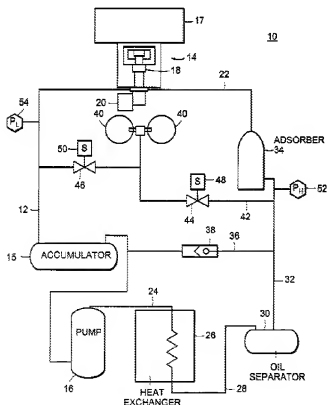 17
10
14
18
54
PL
20
22
40
40
ADSORBER
34
50
S
S
48
PH
52
46
44
42
12
38
36
15
ACCUMULATOR
32
24
26
30
PUMP
16
HEAT
EXCHANGER
28
OIL
SEPARATOR